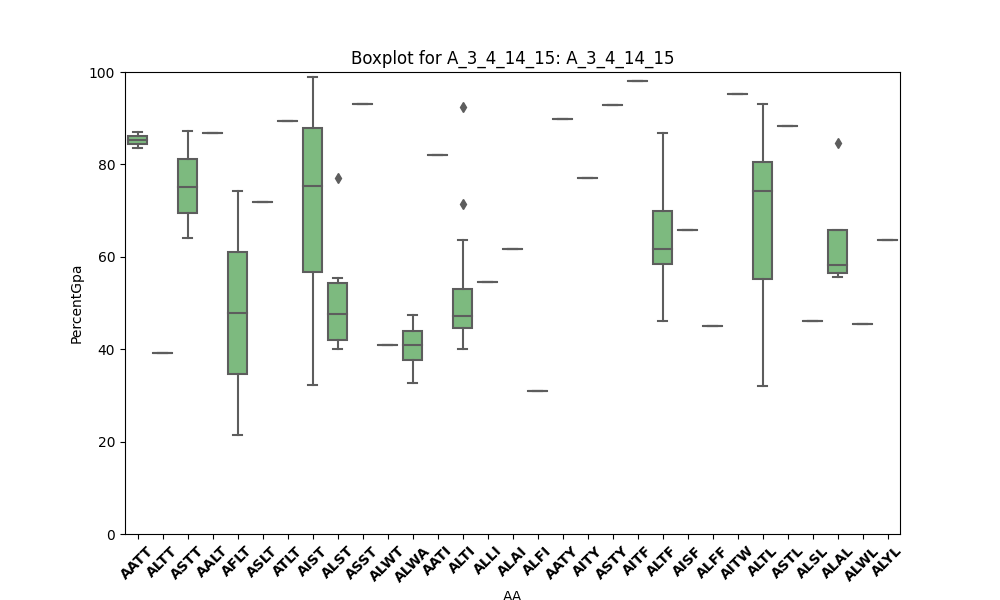 Boxplot for A_3_4_14_15: A_3_4_14_15
100
80
60
40
20
0
PercentGpa
AATT ALTT ASTT AALT AFLT ASLT ATLT AIST ALST ASST ALWT ALWA AATI ALTI ALLI ALAI ALFI AATY AITY ASTY AITF ALTF AISF ALFF AITW ALTL ASTL ALSL ALAL ALWL ALYL
AA